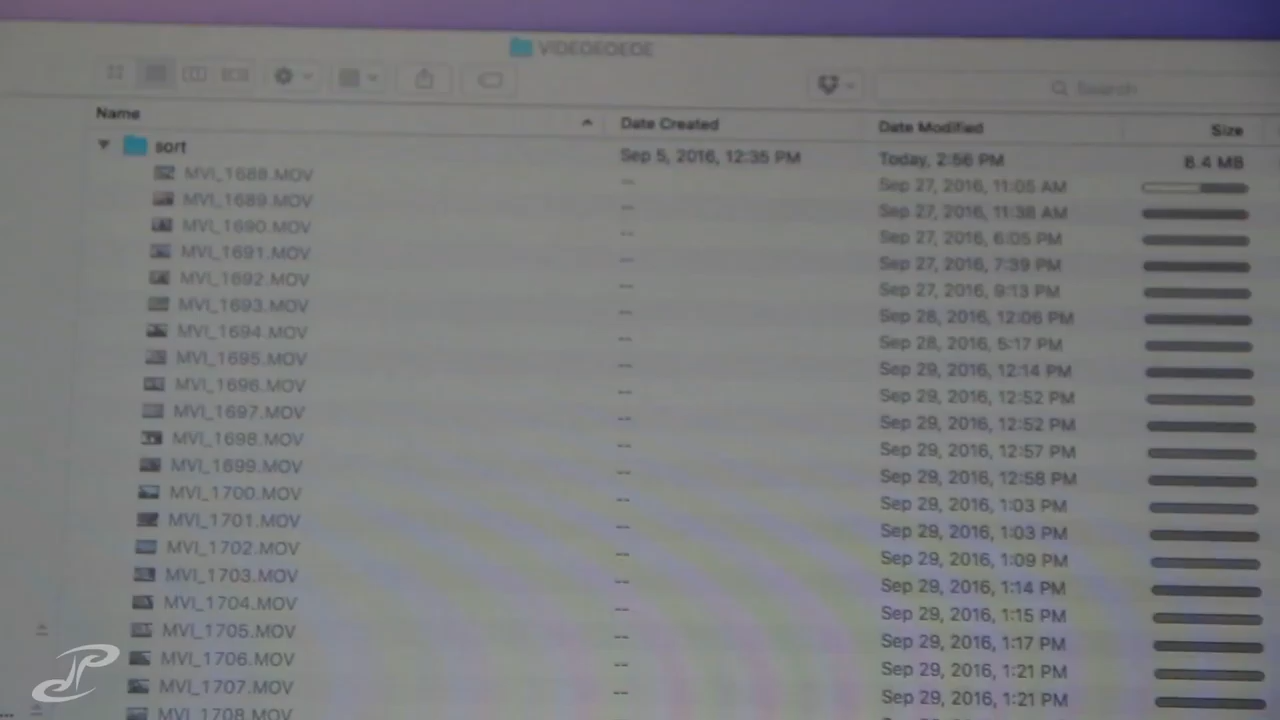 VIDEOEOEOE
Search
Name Date Created Date Modified Size
sort Sep 5, 2016, 12:35 PM Today, 2:56 PM 8.4 MB
MVI_1688.MOV -- Sep 27, 2016, 11:05 AM
MVI_1689.MOV -- Sep 27, 2016, 11:38 AM
MVI_1690.MOV -- Sep 27, 2016, 6:05 PM
MVI_1691.MOV -- Sep 27, 2016, 7:39 PM
MVI_1692.MOV -- Sep 27, 2016, 9:13 PM
MVI_1693.MOV -- Sep 28, 2016, 12:06 PM
MVI_1694.MOV -- Sep 28, 2016, 5:17 PM
MVI_1695.MOV -- Sep 29, 2016, 12:14 PM
MVI_1696.MOV -- Sep 29, 2016, 12:52 PM
MVI_1697.MOV -- Sep 29, 2016, 12:52 PM
MVI_1698.MOV -- Sep 29, 2016, 12:57 PM
MVI_1699.MOV -- Sep 29, 2016, 12:58 PM
MVI_1700.MOV -- Sep 29, 2016, 1:03 PM
MVI_1701.MOV -- Sep 29, 2016, 1:03 PM
MVI_1702.MOV -- Sep 29, 2016, 1:09 PM
MVI_1703.MOV -- Sep 29, 2016, 1:14 PM
MVI_1704.MOV -- Sep 29, 2016, 1:15 PM
MVI_1705.MOV -- Sep 29, 2016, 1:17 PM
MVI_1706.MOV -- Sep 29, 2016, 1:21 PM
MVI_1707.MOV -- Sep 29, 2016, 1:21 PM
MVI_1708.MOV